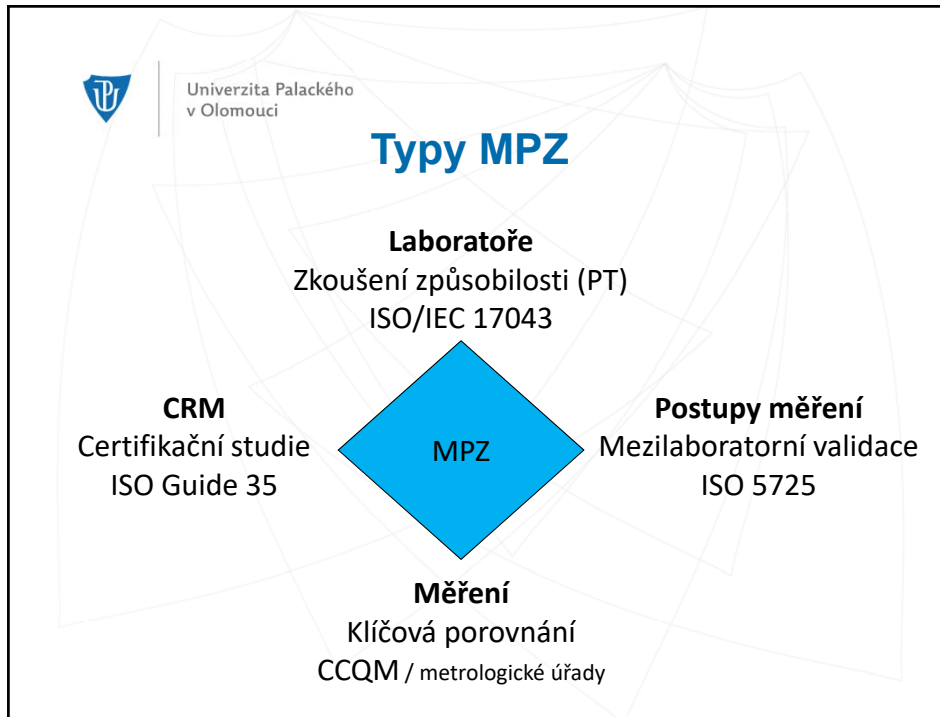 Univerzita Palackého
v Olomouci
Typy MPZ
Laboratoře
Zkoušení způsobilosti (PT)
ISO/IEC 17043
CRM
Certifikační studie
ISO Guide 35
MPZ
Postupy měření
Mezilaboratorní validace
ISO 5725
Měření
Klíčová porovnání
CCQM / metrologické úřady